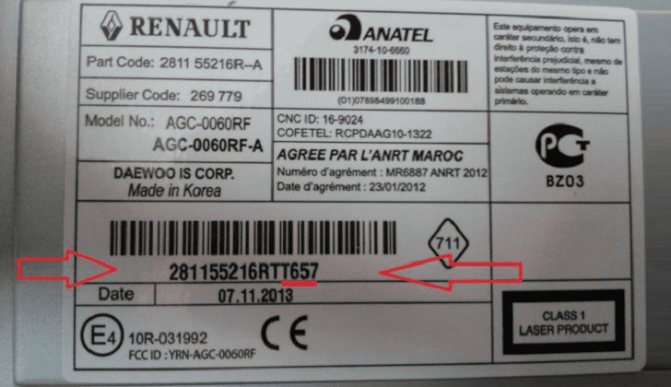 RENAULT
Part Code: 2811 55216R--A
Supplier Code: 269 779
Model No.: AGC-0060RF
AGC-0060RF-A
DAEWOO IS CORP.
Made in Korea
ANATEL
3174-10-6660
(01)07898499100188
CNC ID: 16-9024
COFETEL: RCPDAAG10-1322
AGREE PAR L'ANRT MAROC
Numéro d'agrément : MR6887 ANRT 2012
Date d'agrément : 23/01/2012
Este equipamento opera em
caráter secundário, isto é, não tem
direito à proteção contra
interferência prejudicial, mesmo de
estações do mesmo tipo e não
pode causar interferência a
sistemas operando em caráter
primário.
PCT
BZ03
281155216RTT657
711
Date
07.11.2013
E4
10R-031992
FCC ID : YRN-AGC-0060RF
CE
CLASS 1
LASER PRODUCT